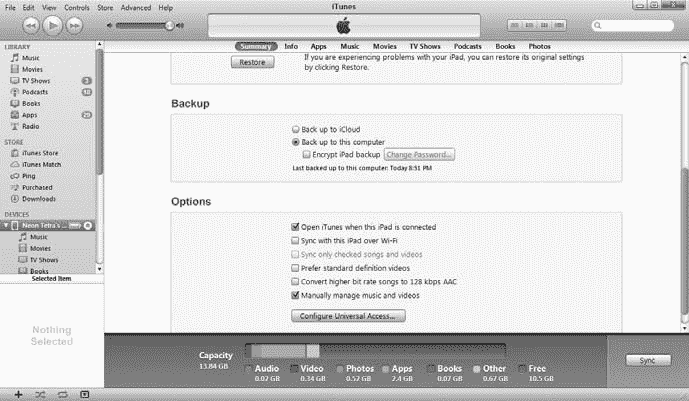 iTunes
File Edit View Controls Store Advanced Help
Summary Info Apps Music Movies TV Shows Podcasts Books Photos
LIBRARY
Music
Movies
TV Shows 3
Podcasts
Books
Apps
Radio
STORE
iTunes Store
iTunes Match
Ping
Purchased
Downloads
DEVICES
Neon Tetra's ...
Music
Movies
TV Shows
Books
Selected Item
Nothing
Selected
Restore
If you are experiencing problems with your iPad, you can restore its original settings
by clicking Restore.
Backup
Back up to iCloud
Back up to this computer
Encrypt iPad backup Change Password...
Last backed up to this computer: Today 8:51 PM
Options
Open iTunes when this iPad is connected
Sync with this iPad over Wi-Fi
Sync only checked songs and videos
Prefer standard definition videos
Convert higher bit rate songs to 128 kbps AAC
Manually manage music and videos
Configure Universal Access...
Capacity
13.84 GB
Audio Video Photos Apps Books Other Free
0.02 GB 0.34 GB 0.52 GB 2.4 GB 0.07 GB 0.67 GB 10.5 GB
Sync